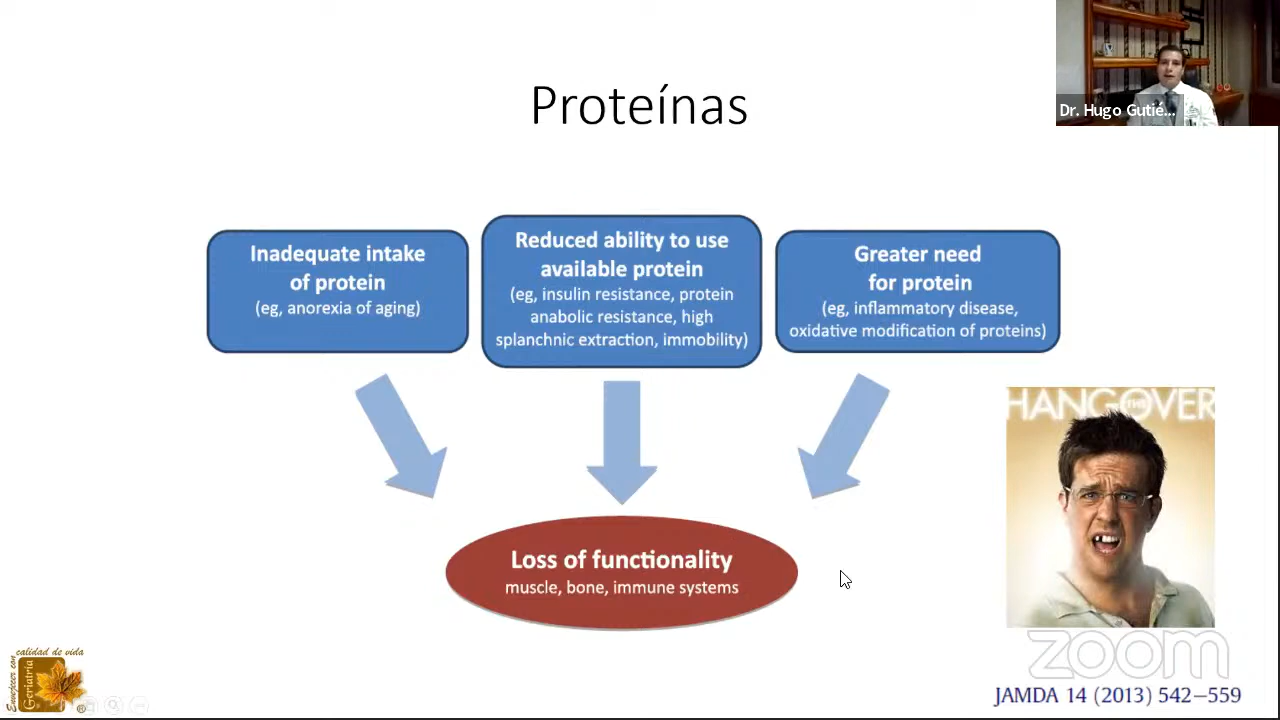 Proteínas
Dr. Hugo Gutié...
Inadequate intake
of protein
(eg, anorexia of aging)
Reduced ability to use
available protein
(eg, insulin resistance, protein
anabolic resistance, high
splanchnic extraction, immobility)
Greater need
for protein
(eg, inflammatory disease,
oxidative modification of proteins)
Loss of functionality
muscle, bone, immune systems
THE
HANGOVER
zoom
JAMDA 14 (2013) 542–559
calidad de vida
Envejecer con
Geriatría
®